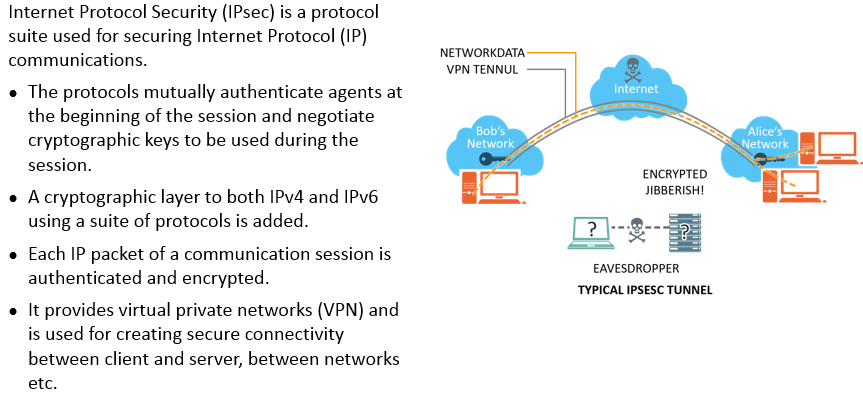 Internet Protocol Security (IPsec) is a protocol
suite used for securing Internet Protocol (IP)
communications.
● The protocols mutually authenticate agents at
the beginning of the session and negotiate
cryptographic keys to be used during the
session.
● A cryptographic layer to both IPv4 and IPv6
using a suite of protocols is added.
● Each IP packet of a communication session is
authenticated and encrypted.
● It provides virtual private networks (VPN) and
is used for creating secure connectivity
between client and server, between networks
etc.
NETWORKDATA
VPN TENNUL
Internet
Bob's
Network
Alice's
Network
ENCRYPTED
JIBBERISH!
?
?
EAVESDROPPER
TYPICAL IPSESC TUNNEL